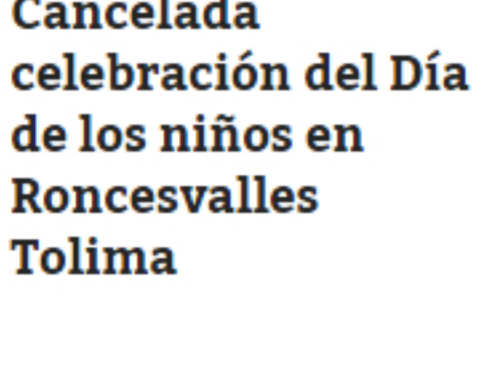 Cancelada
celebración del Día
de los niños en
Roncesvalles
Tolima